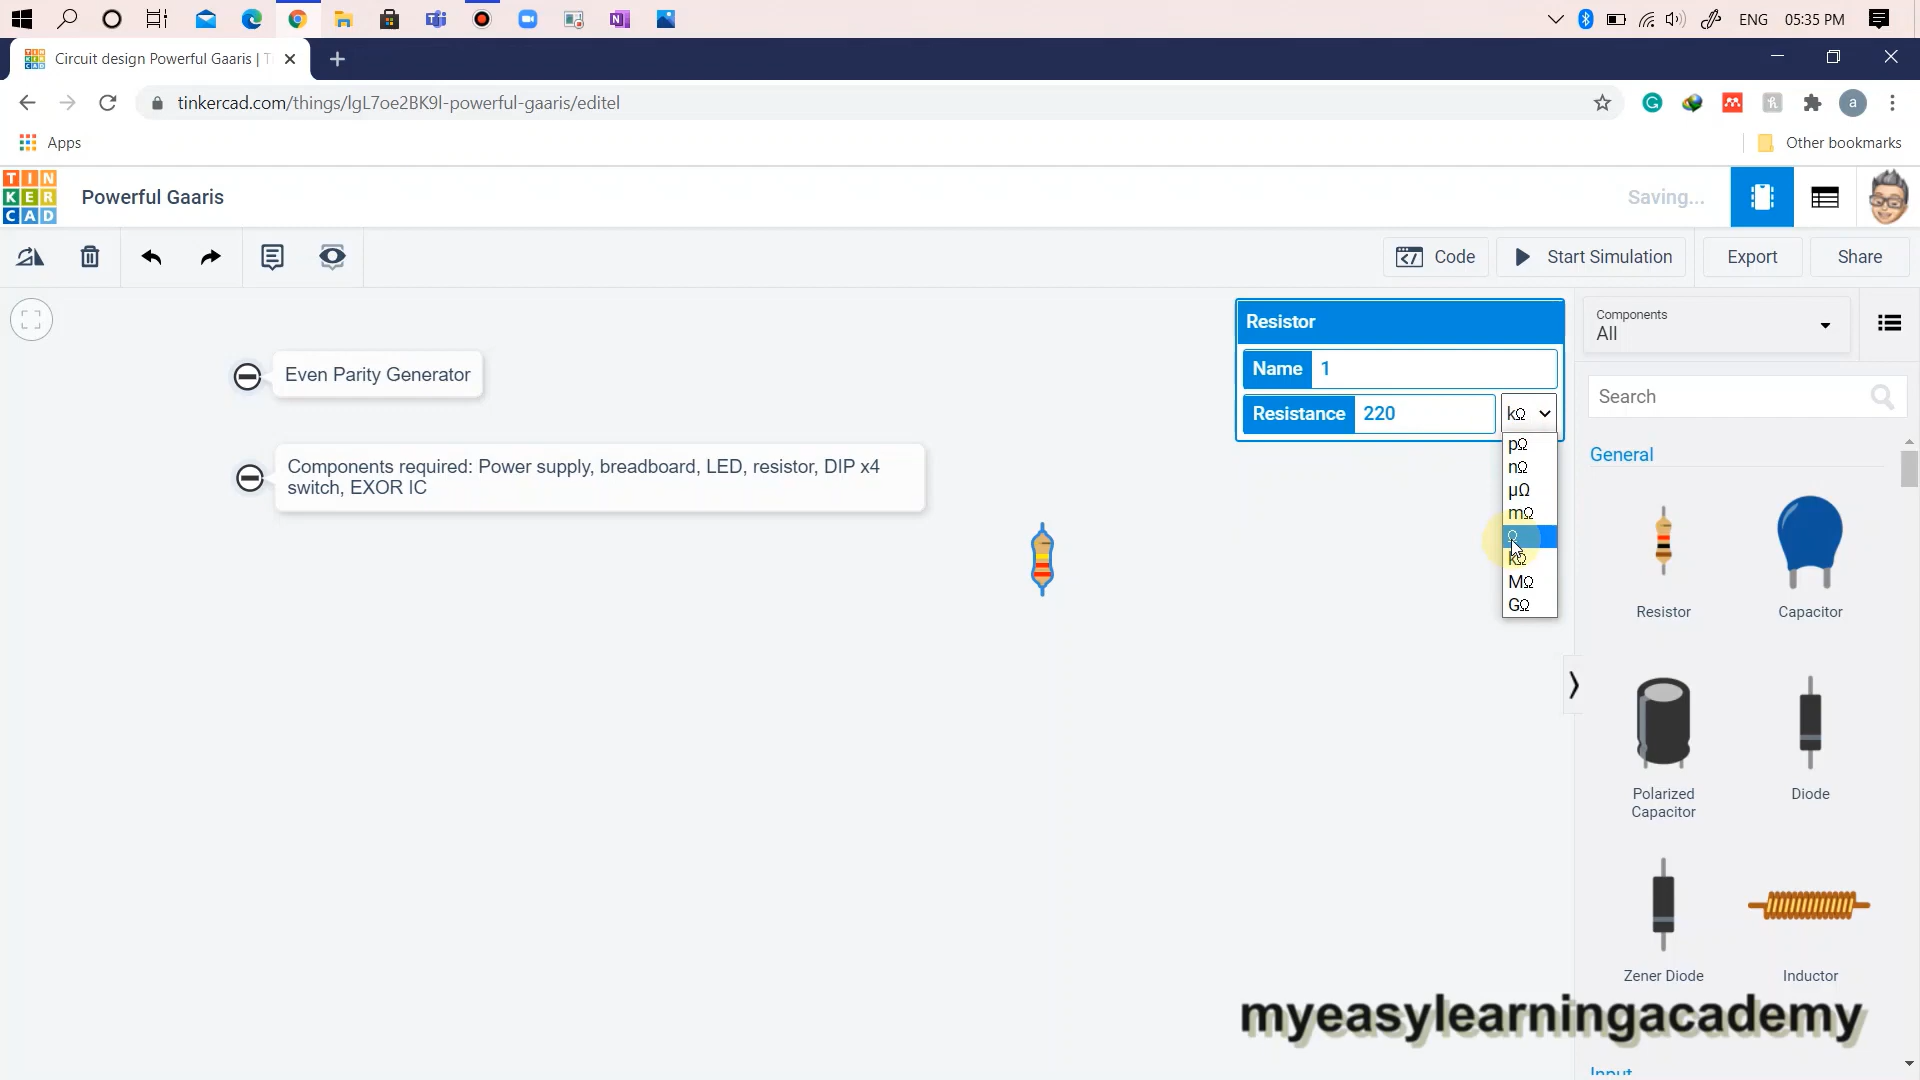 ENG 05:35 PM
Circuit design Powerful Gaaris | T
tinkercad.com/things/lgL7oe2BK9l-powerful-gaaris/editel
a
Apps
Other bookmarks
TIN
KER
CAD
Powerful Gaaris
Saving...
Code
Start Simulation
Export
Share
Resistor
Name 1
Resistance 220 kΩ
pΩ
nΩ
µΩ
mΩ
Ω
kΩ
MΩ
GΩ
Even Parity Generator
Components required: Power supply, breadboard, LED, resistor, DIP x4
switch, EXOR IC
Components
All
Search
General
Resistor
Capacitor
Polarized
Capacitor
Diode
Zener Diode
Inductor
Input
myeasylearningacademy